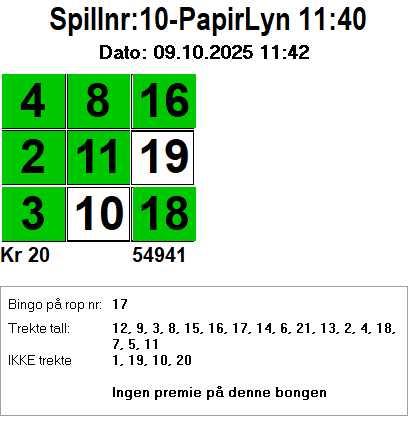 Spillnr:10-PapirLyn 11:40
Dato: 09.10.2025 11:42
4 8 16
2 11 19
3 10 18
Kr 20 54941
Bingo på rop nr: 17
Trekte tall: 12, 9, 3, 8, 15, 16, 17, 14, 6, 21, 13, 2, 4, 18,
7, 5, 11
IKKE trekte 1, 19, 10, 20
Ingen premie på denne bongen